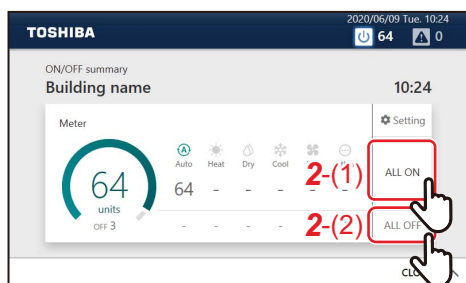 2020/06/09 Tue. 10:24
TOSHIBA
64
0
ON/OFF summary
Building name
10:24
Meter
Setting
Auto Heat Dry Cool
64 - - - - -
64
units
OFF 3
- - - -
2-(1)
ALL ON
2-(2)
ALL OFF